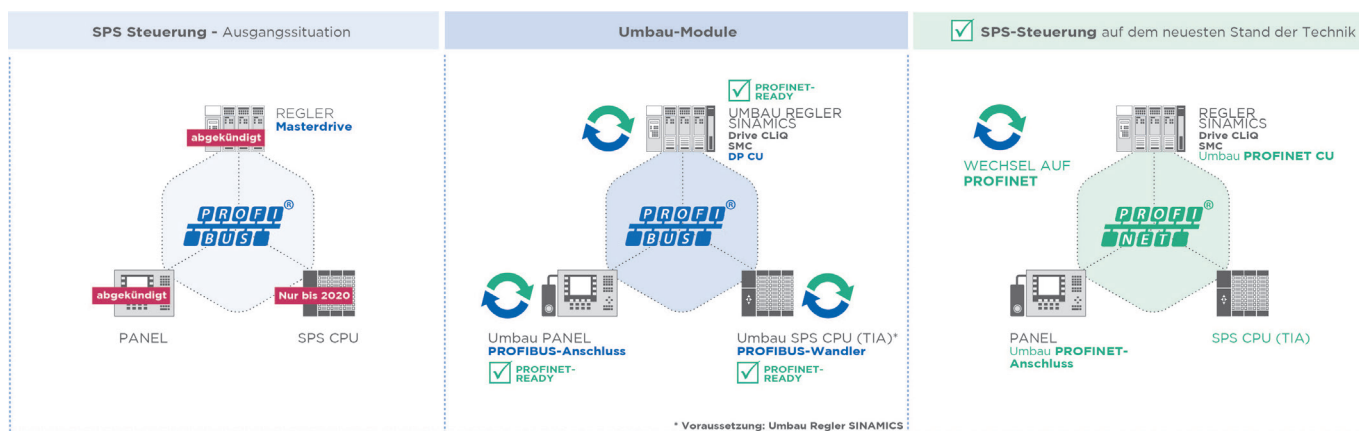 SPS Steuerung - Ausgangssituation
REGLER
Masterdrive
abgekündigt
PROFI
BUS
®
abgekündigt
Nur bis 2020
PANEL
SPS CPU
Umbau-Module
PROFINET-
READY
UMBAU REGLER
SINAMICS
Drive CLiQ
SMC
DP CU
PROFI
BUS
®
Umbau PANEL
PROFIBUS-Anschluss
PROFINET-
READY
Umbau SPS CPU (TIA)*
PROFIBUS-Wandler
PROFINET-
READY
* Voraussetzung: Umbau Regler SINAMICS
SPS-Steuerung auf dem neuesten Stand der Technik
WECHSEL AUF
PROFINET
REGLER
SINAMICS
Drive CLiQ
SMC
Umbau PROFINET CU
PROFI
NET
®
PANEL
Umbau PROFINET-
Anschluss
SPS CPU (TIA)